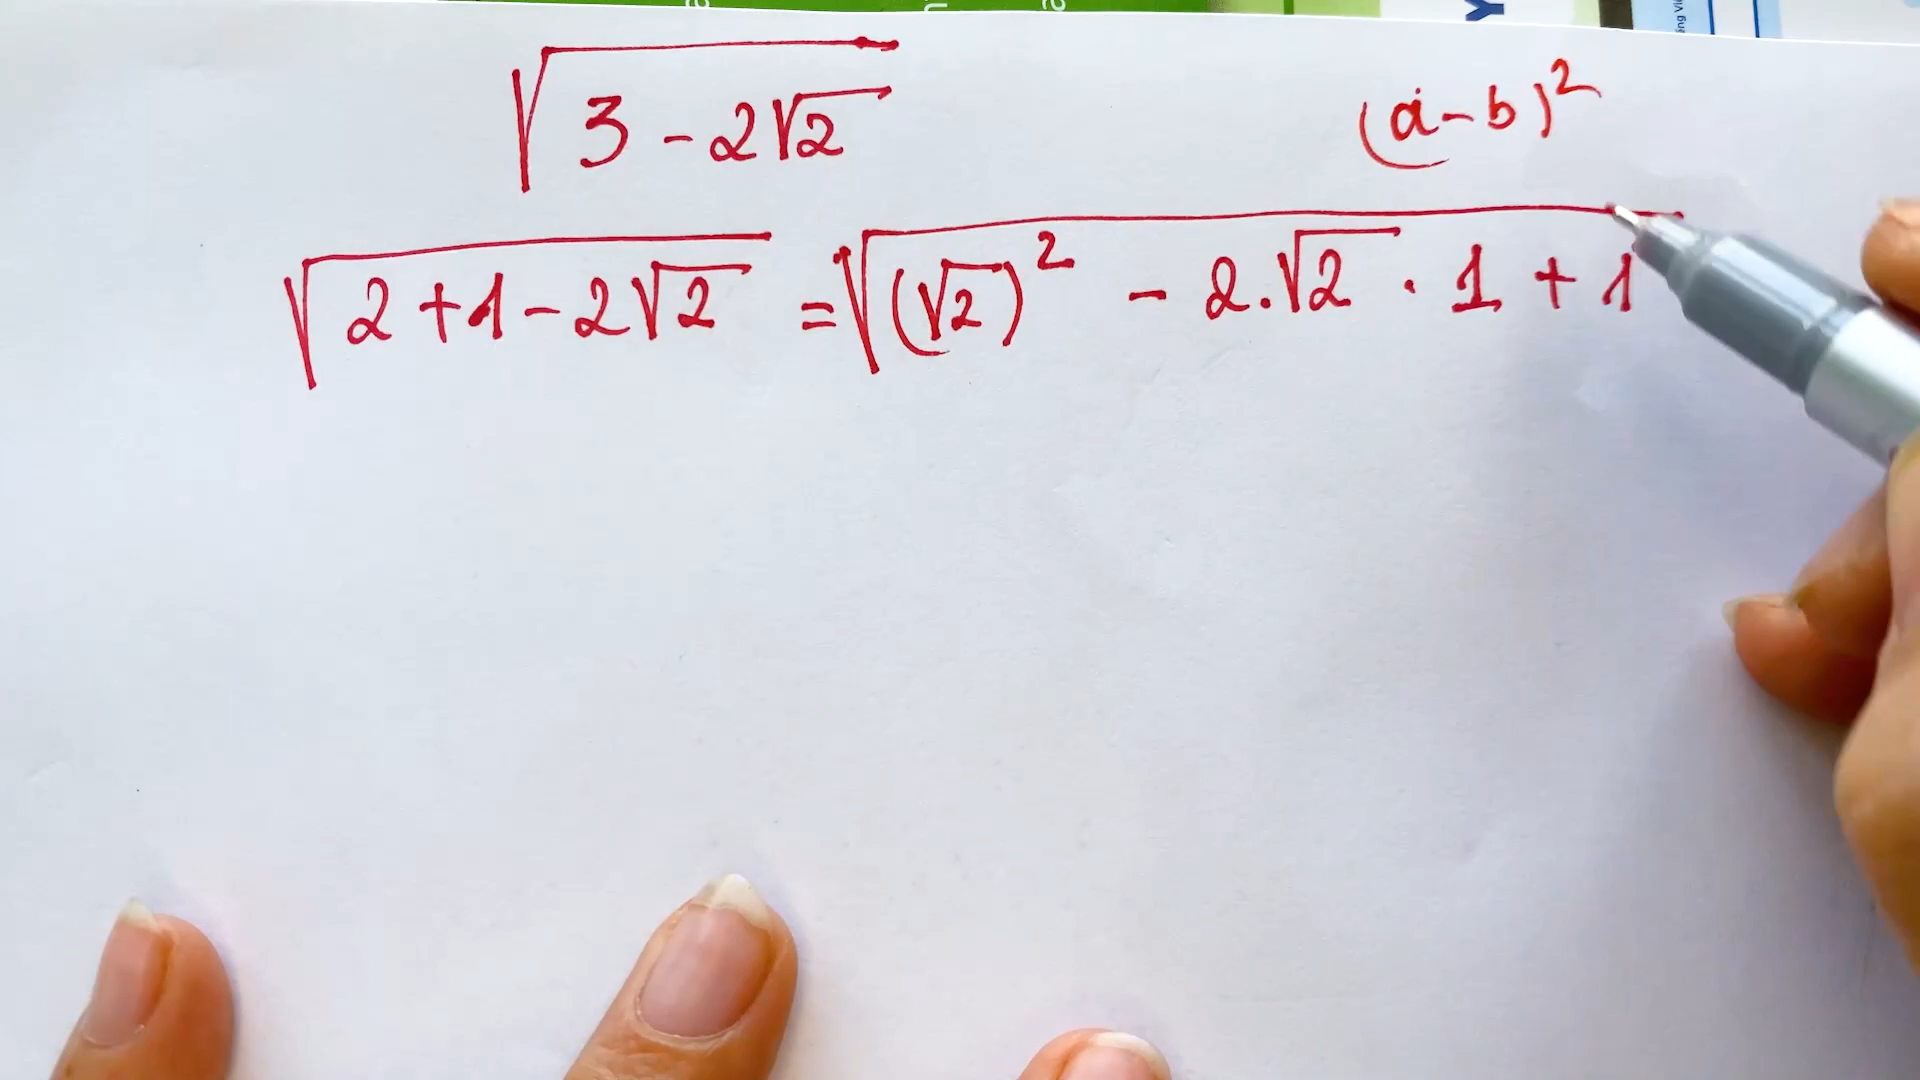 √(3 - 2√2)
(a-b)²
√(2 + 1 - 2√2) = √((√2)² - 2.√2 . 1 + 1